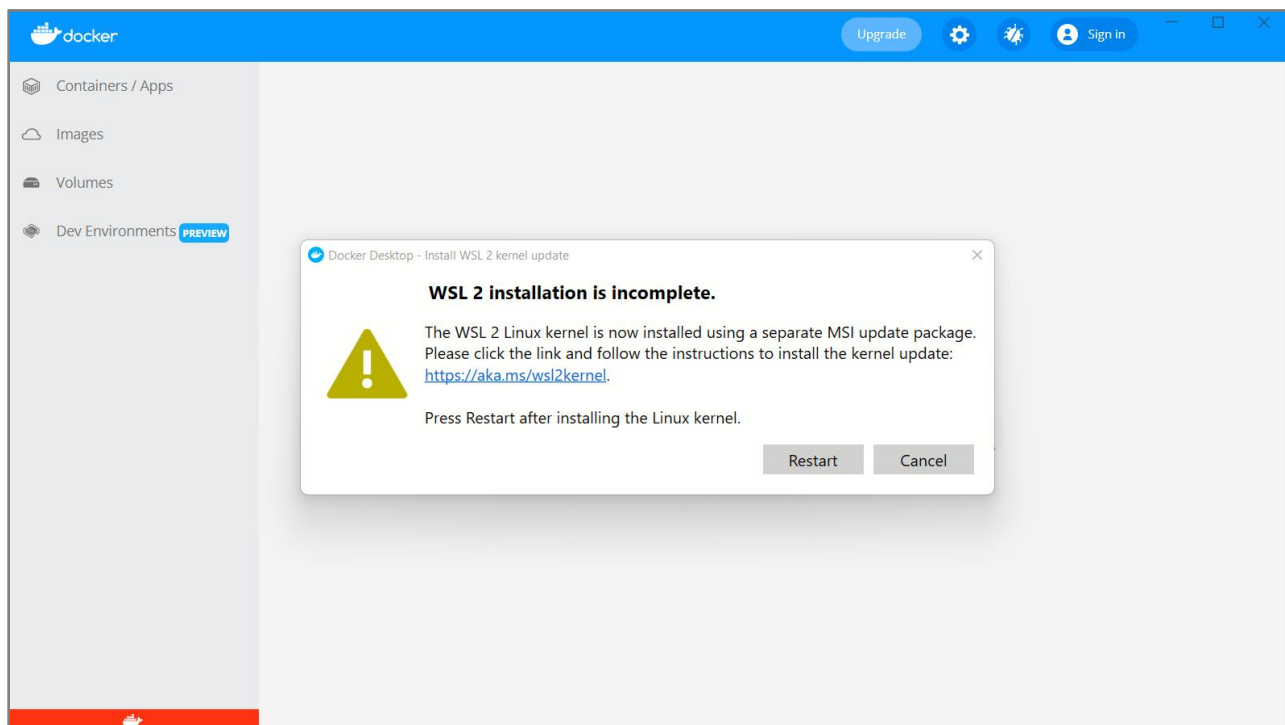 docker
Upgrade
Sign in
Containers / Apps
Images
Volumes
Dev Environments PREVIEW
Docker Desktop - Install WSL 2 kernel update
WSL 2 installation is incomplete.
The WSL 2 Linux kernel is now installed using a separate MSI update package.
Please click the link and follow the instructions to install the kernel update:
https://aka.ms/wsl2kernel.
Press Restart after installing the Linux kernel.
Restart
Cancel